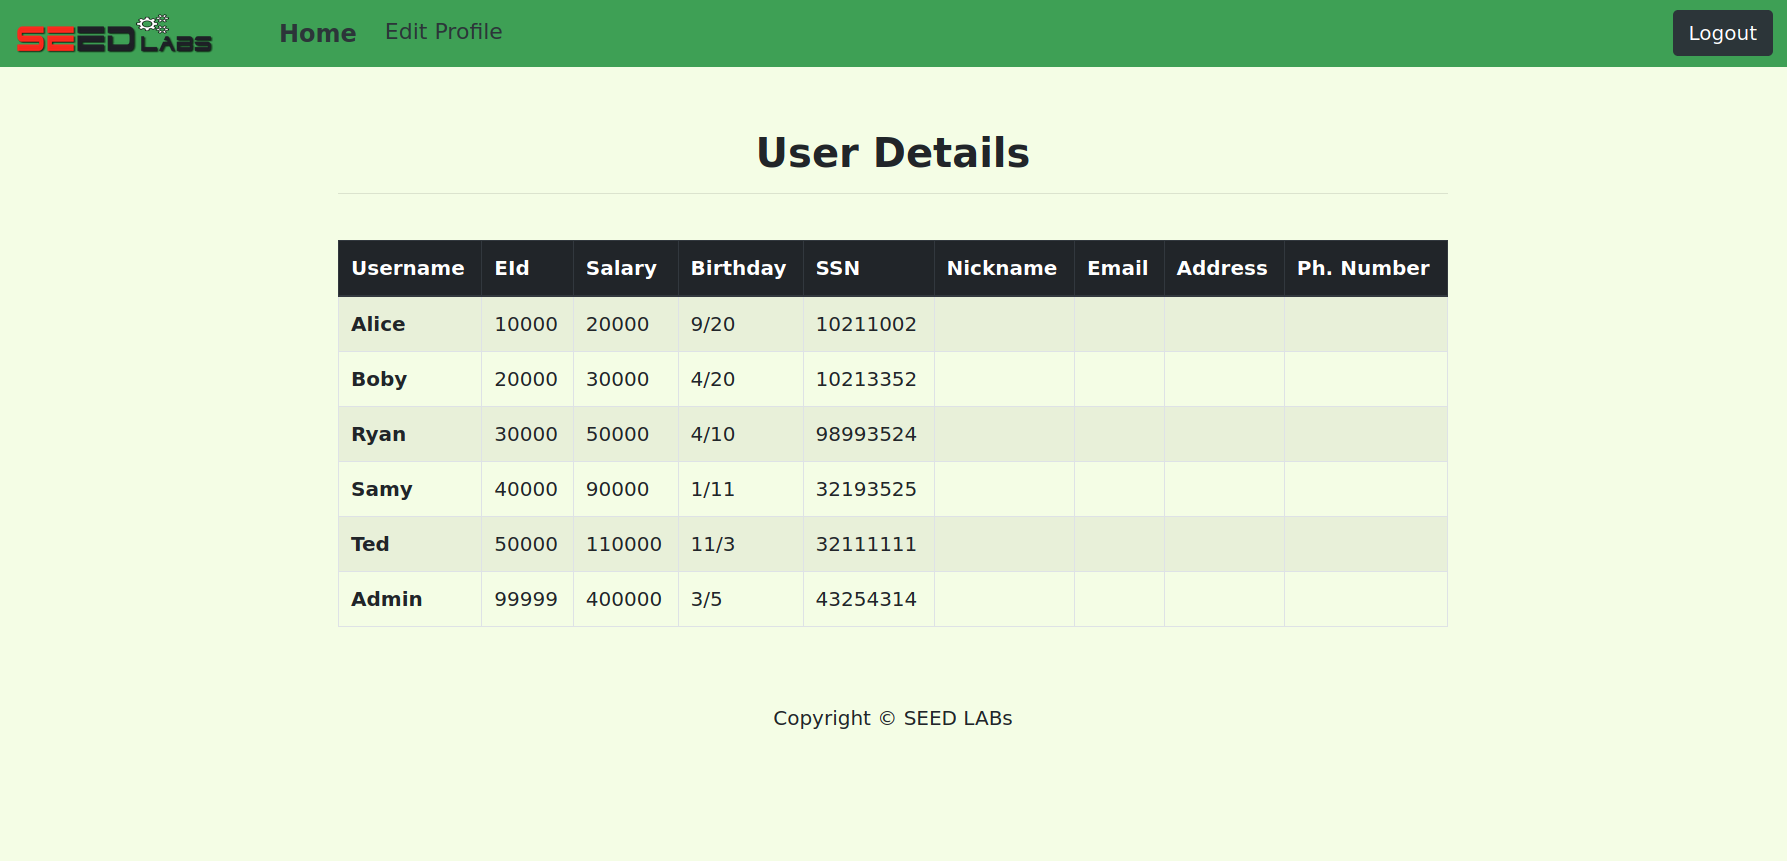 SEED LABS Home Edit Profile Logout
User Details
Username EId Salary Birthday SSN Nickname Email Address Ph. Number
Alice 10000 20000 9/20 10211002
Boby 20000 30000 4/20 10213352
Ryan 30000 50000 4/10 98993524
Samy 40000 90000 1/11 32193525
Ted 50000 110000 11/3 32111111
Admin 99999 400000 3/5 43254314
Copyright © SEED LABs